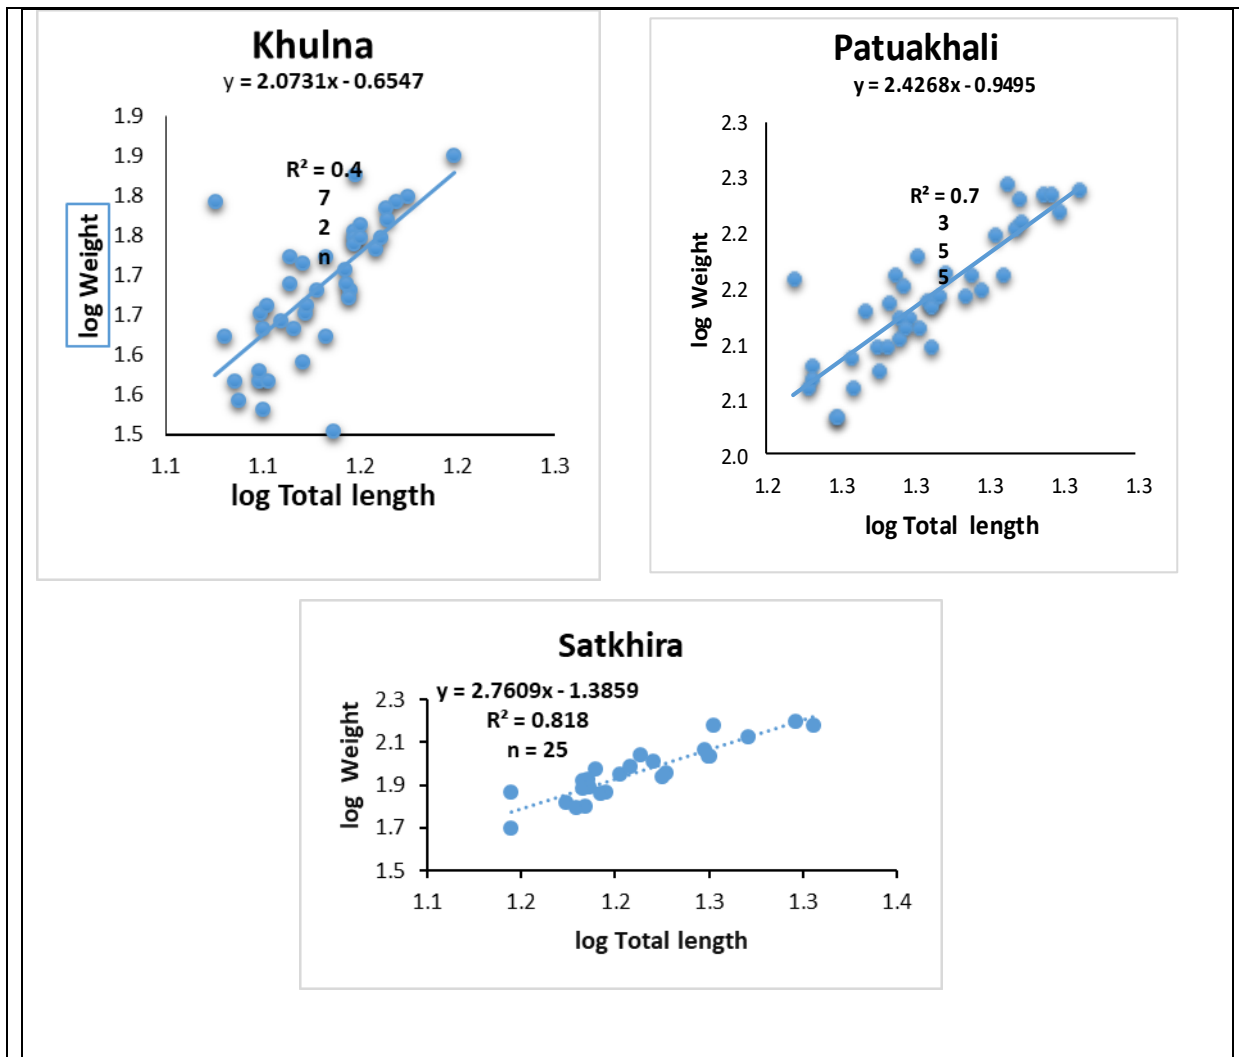 Khulna
y = 2.0731x - 0.6547
1.9
1.9
1.8
1.8
1.7
1.7
1.6
1.6
1.5
R² = 0.4
7
2
n
log Weight
1.1
1.1
1.2
1.2
1.3
log Total length
Patuakhali
y = 2.4268x - 0.9495
2.3
2.3
2.2
2.2
2.1
2.1
2.0
R² = 0.7
3
5
5
log Weight
1.2
1.3
1.3
1.3
1.3
1.3
log Total length
Satkhira
y = 2.7609x - 1.3859
R² = 0.818
n = 25
2.3
2.1
1.9
1.7
1.5
log Weight
1.1
1.2
1.2
1.3
1.3
1.4
log Total length